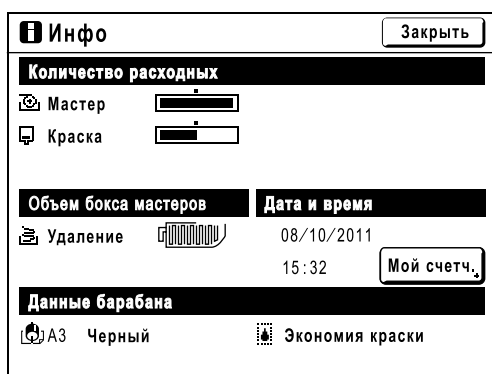 Инфо
Закрыть
Количество расходных
Мастер
Краска
Объем бокса мастеров
Дата и время
Удаление
08/10/2011
15:32
Мой счетч.
Данные барабана
A3 Черный
Экономия краски